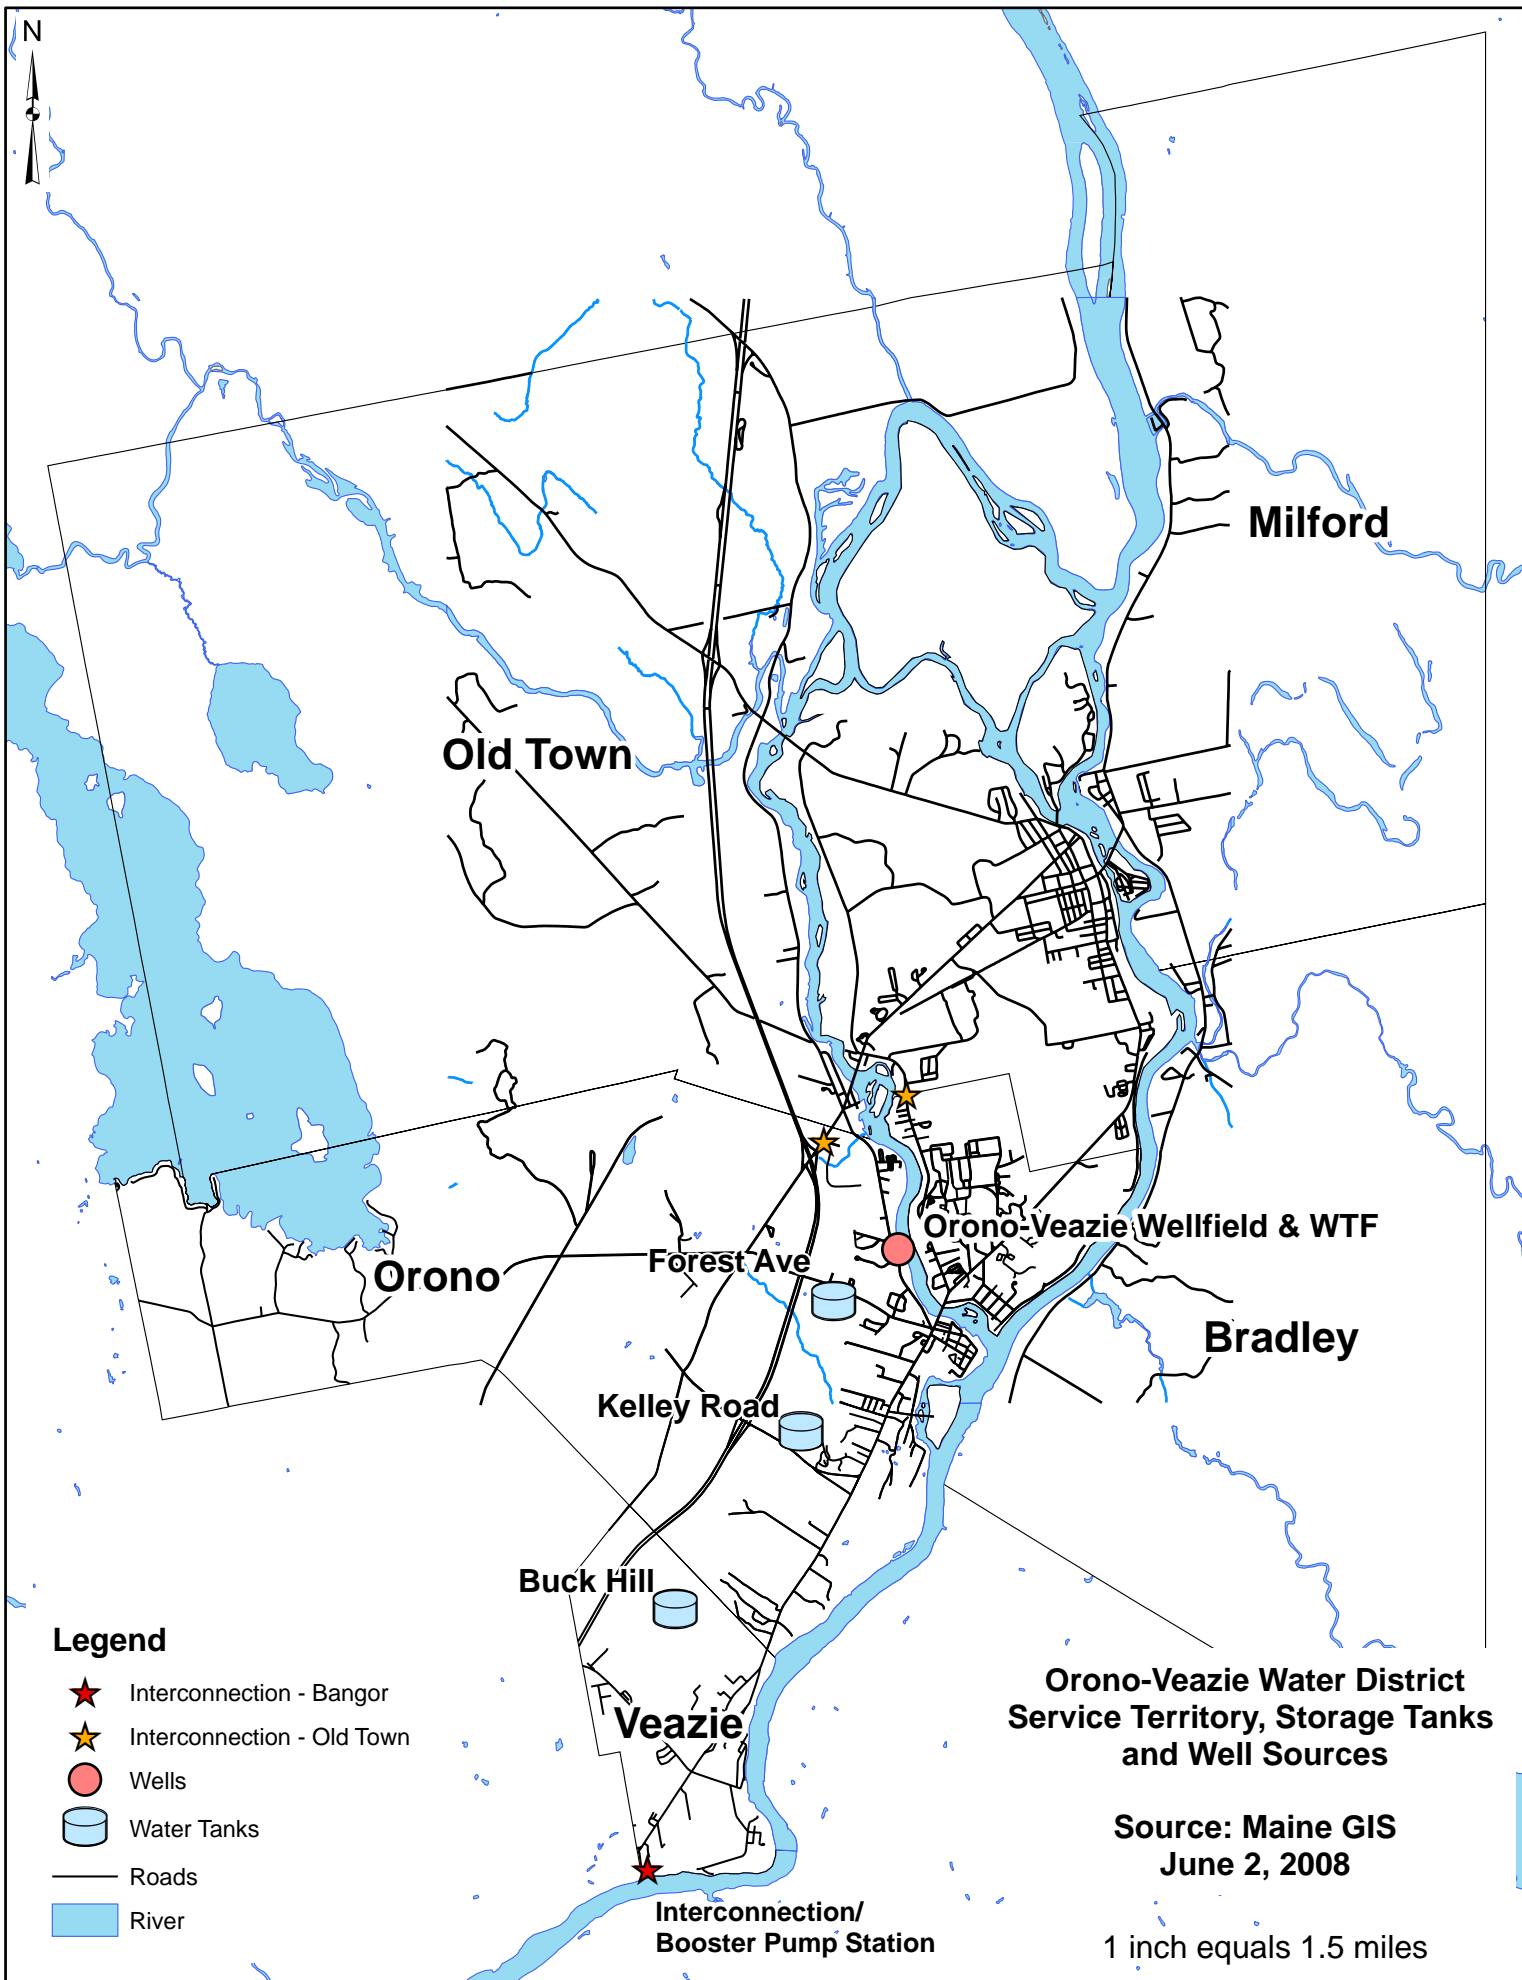 N
Milford
Old Town
Orono-Veazie Wellfield & WTF
Forest Ave
Orono
Bradley
Kelley Road
Buck Hill
Veazie
Legend
Interconnection - Bangor
Interconnection - Old Town
Wells
Water Tanks
Roads
River
Interconnection/
Booster Pump Station
Orono-Veazie Water District
Service Territory, Storage Tanks
and Well Sources
Source: Maine GIS
June 2, 2008
1 inch equals 1.5 miles